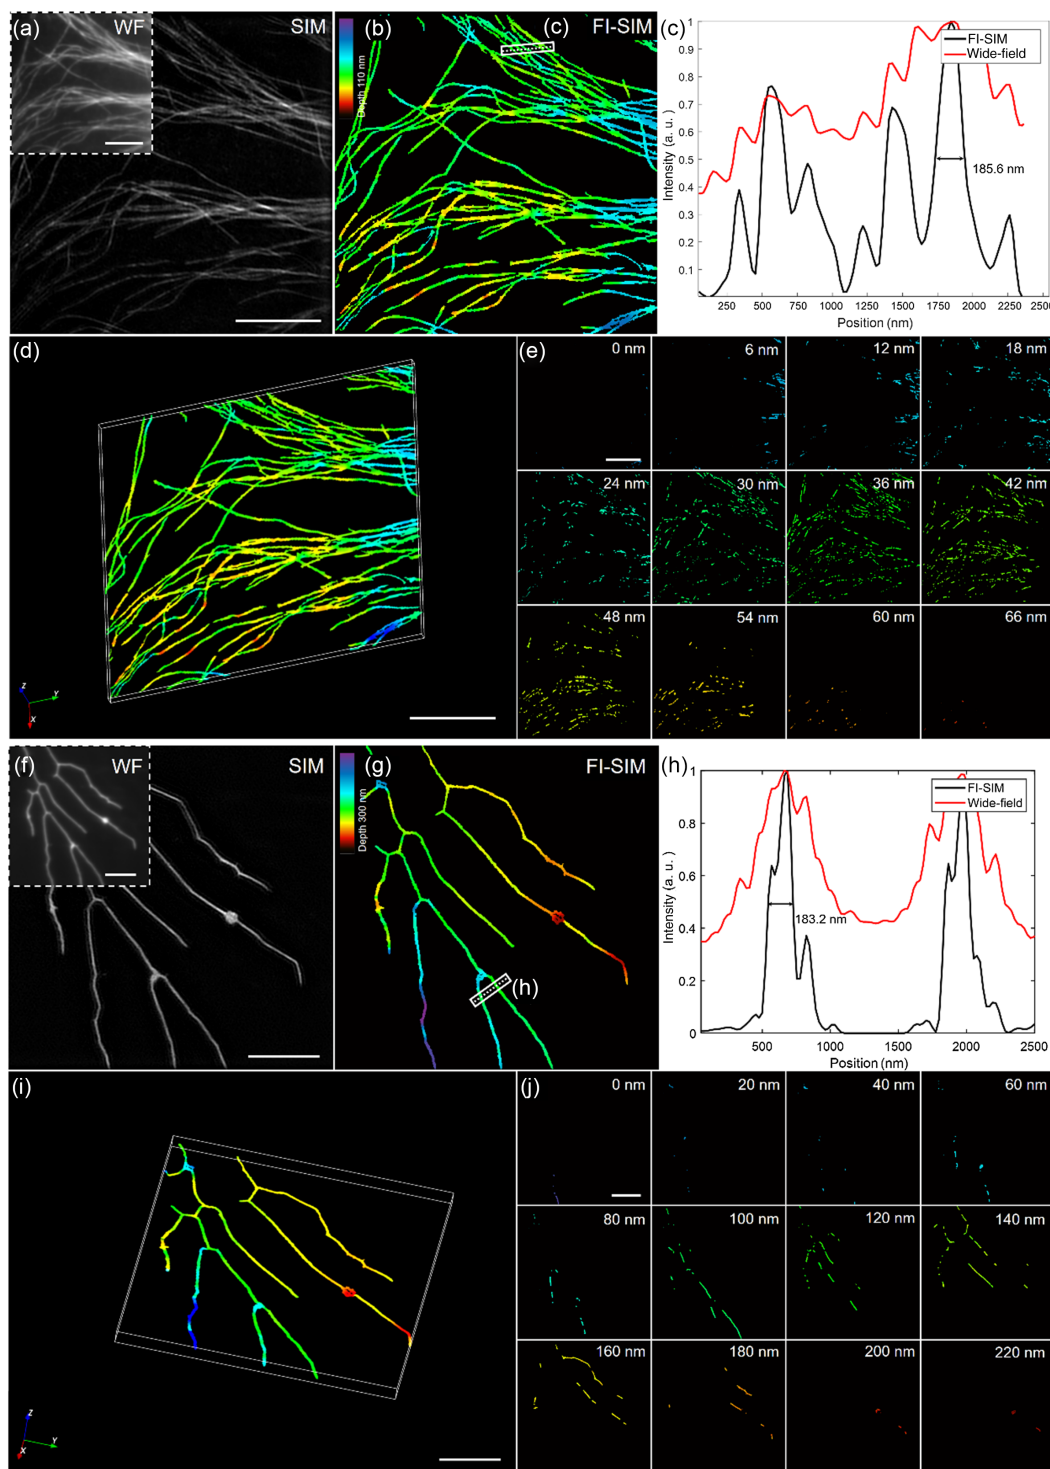 (a) WF SIM
(b) (c) FI-SIM
Depth 110 nm
(c)
FI-SIM
Wide-field
185.6 nm
Intensity (a. u.)
1
0.9
0.8
0.7
0.6
0.5
0.4
0.3
0.2
0.1
250 500 750 1000 1250 1500 1750 2000 2250 2500
Position (nm)
(d)
Z Y X
(e) 0 nm 6 nm 12 nm 18 nm
24 nm 30 nm 36 nm 42 nm
48 nm 54 nm 60 nm 66 nm
(f) WF SIM
(g) FI-SIM
Depth 300 nm
(h)
(h)
FI-SIM
Wide-field
183.2 nm
Intensity (a. u.)
1
0.8
0.6
0.4
0.2
0
500 1000 1500 2000 2500
Position (nm)
(i)
Z Y X
(j) 0 nm 20 nm 40 nm 60 nm
80 nm 100 nm 120 nm 140 nm
160 nm 180 nm 200 nm 220 nm